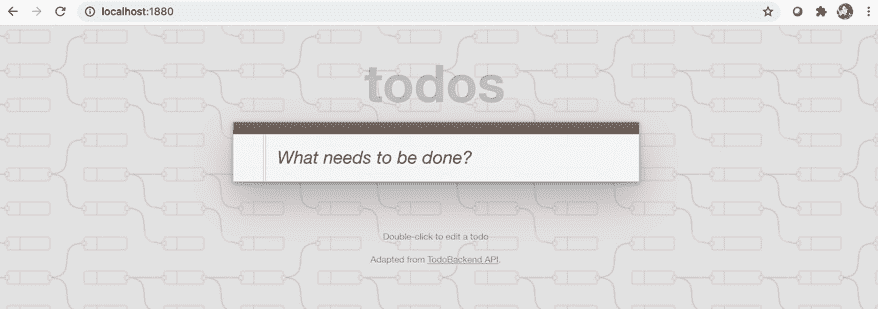 localhost:1880
todos
What needs to be done?
Double-click to edit a todo
Adapted from TodoBackend API.